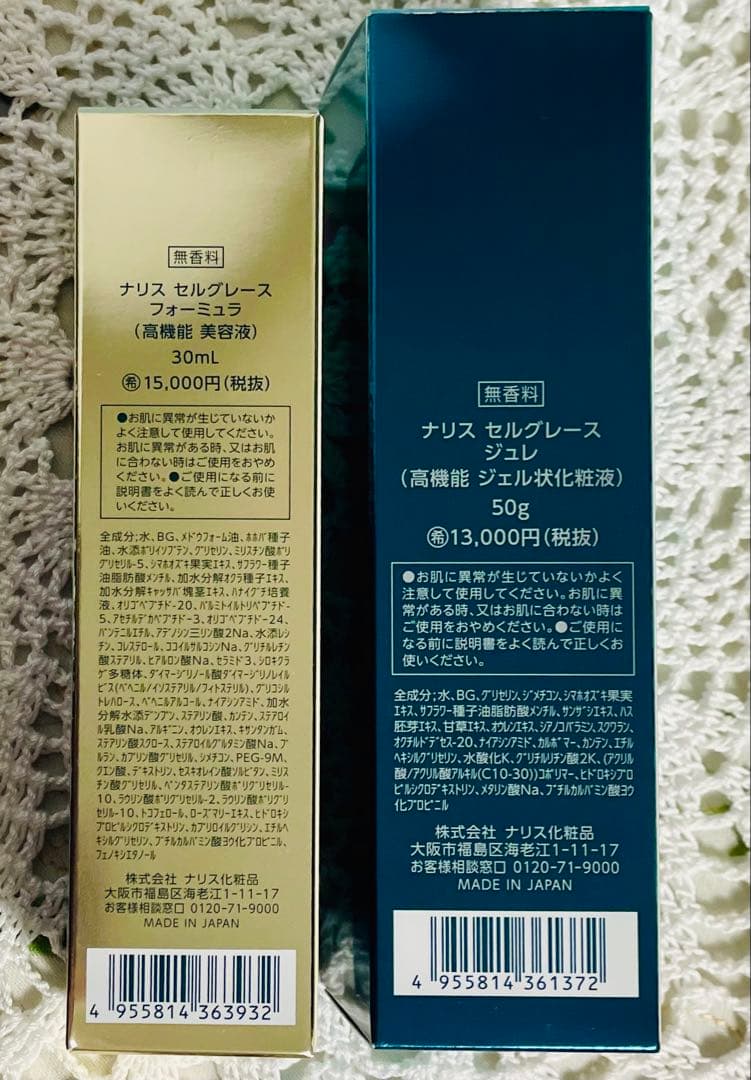 無香料
ナリス セルグレース
フォーミュラ
(高機能 美容液)
30mL
希15,000円(税抜)
●お肌に異常が生じていないか
よく注意して使用してください。
お肌に異常がある時、又はお肌
に合わない時はご使用をおやめ
ください。●ご使用になる前に
説明書をよく読んで正しくお使
いください。
全成分;水、BG、メドウフォーム油、ホホバ種子
油、水添ポリイソブテン、グリセリン、ミリスチン酸ポリ
グリセリル-5、シマホオズキ果実エキス、サフラワー種子
油脂肪酸メンチル、加水分解オクラ種子エキス、
加水分解キャッサバ塊茎エキス、ハナイグチ培養
液、オリゴペプチド-20、パルミトイルトリペプチド-
5、アセチルデカペプチド-3、オリゴペプチド-24、
パンテニルエチル、アデノシン三リン酸2Na、水添レシ
チン、コレステロール、ココイルサルコシンNa、グリチルレチン
酸ステアリル、ヒアルロン酸Na、セラミド3、シロキクラ
ゲ多糖体、ダイマージリノール酸ダイマージリノレイル
ビス(ベヘニル/イソステアリル/フィトステリル)、グリコシル
トレハロース、ベヘニルアルコール、ナイアシンアミド、加水
分解水添デンプン、ステアリン酸、カンテン、ステアロイ
ル乳酸Na、アルギニン、オウレンエキス、キサンタンガム、
ステアリン酸スクロース、ステアロイルグルタミン酸Na、プ
ルラン、カプリン酸グリセリル、シメチコン、PEG-9M、
クエン酸、デキストリン、セスキオレイン酸ソルビタン、ミリス
チン酸グリセリル、ペンタステアリン酸ポリグリセリル-
10、ラウリン酸ポリグリセリル-2、ラウリン酸ポリグリ
セリル-10、トコフェロール、ローズマリーエキス、ヒドロキシ
プロピルシクロデキストリン、カプリロイルグリシン、エチルヘ
キシルグリセリン、ブチルカルバミン酸ヨウ化プロピニル、
フェノキシエタノール
株式会社 ナリス化粧品
大阪市福島区海老江1-11-17
お客様相談窓口 0120-71-9000
MADE IN JAPAN
4 955814 363932
無香料
ナリス セルグレース
ジュレ
(高機能 ジェル状化粧液)
50g
希13,000円(税抜)
●お肌に異常が生じていないかよく
注意して使用してください。お肌に異
常がある時、又はお肌に合わない時は
ご使用をおやめください。●ご使用に
なる前に説明書をよく読んで正しくお
使いください。
全成分;水、BG、グリセリン、ジメチコン、シマホオズキ果実
エキス、サフラワー種子油脂肪酸メンチル、サンザシエキス、ハス
胚芽エキス、甘草エキス、オウレンエキス、シアノコバラミン、スクワラン、
オクチルドデセス-20、ナイアシンアミド、カルボマー、カンテン、エチル
ヘキシルグリセリン、水酸化K、グリチルリチン酸2K、(アクリル
酸/アクリル酸アルキル(C10-30))コポリマー、ヒドロキシプロ
ピルシクロデキストリン、メタリン酸Na、ブチルカルバミン酸ヨウ
化プロピニル
株式会社 ナリス化粧品
大阪市福島区海老江1-11-17
お客様相談窓口 0120-71-9000
MADE IN JAPAN
4 955814 361372